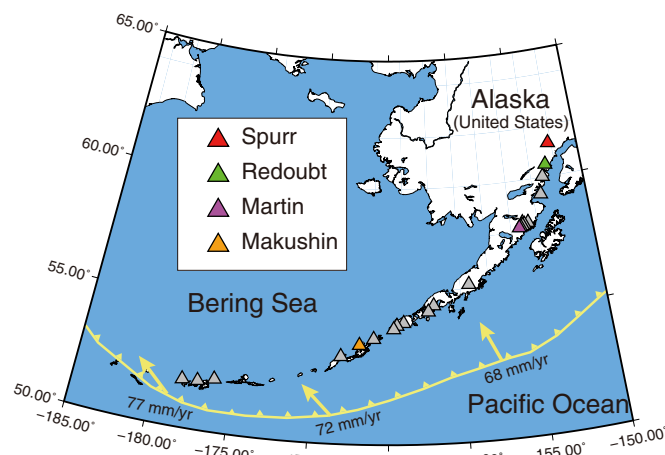 65.00°
60.00°
55.00°
50.00°
Alaska
(United States)
Spurr
Redoubt
Martin
Makushin
Bering Sea
77 mm/yr
72 mm/yr
68 mm/yr
Pacific Ocean
−185.00°
−180.00°
−175.00°
−155.00°
−150.00°